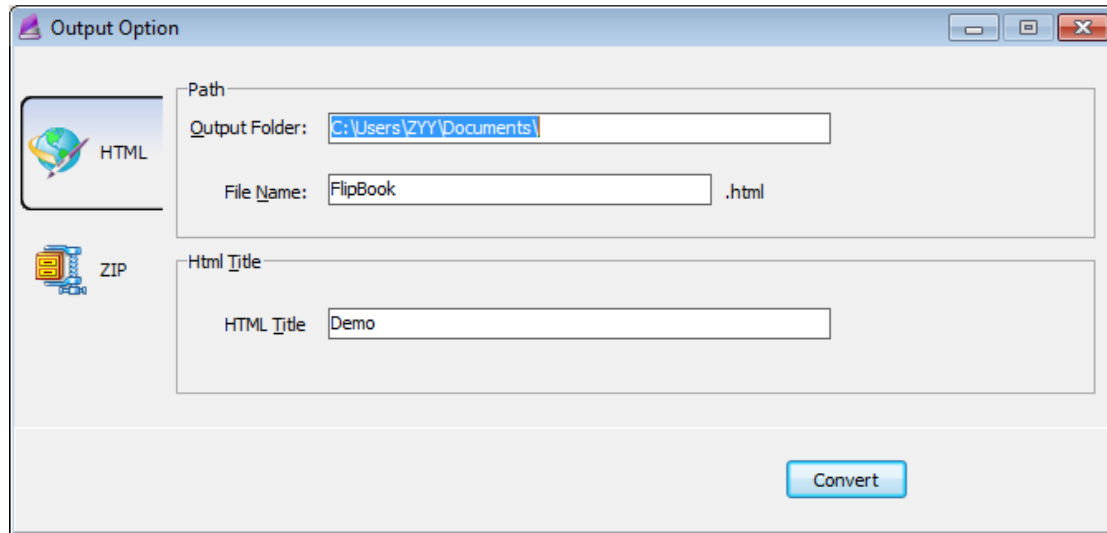 Output Option
HTML
ZIP
Path
Output Folder: C:\Users\ZYY\Documents\
File Name: FlipBook .html
Html Title
HTML Title Demo
Convert